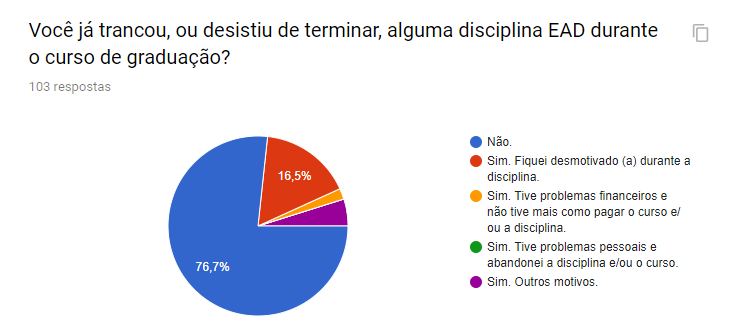 Você já trancou, ou desistiu de terminar, alguma disciplina EAD durante
o curso de graduação?
103 respostas
16,5%
76,7%
Não.
Sim. Fiquei desmotivado (a) durante a
disciplina.
Sim. Tive problemas financeiros e
não tive mais como pagar o curso e/
ou a disciplina.
Sim. Tive problemas pessoais e
abandonei a disciplina e/ou o curso.
Sim. Outros motivos.